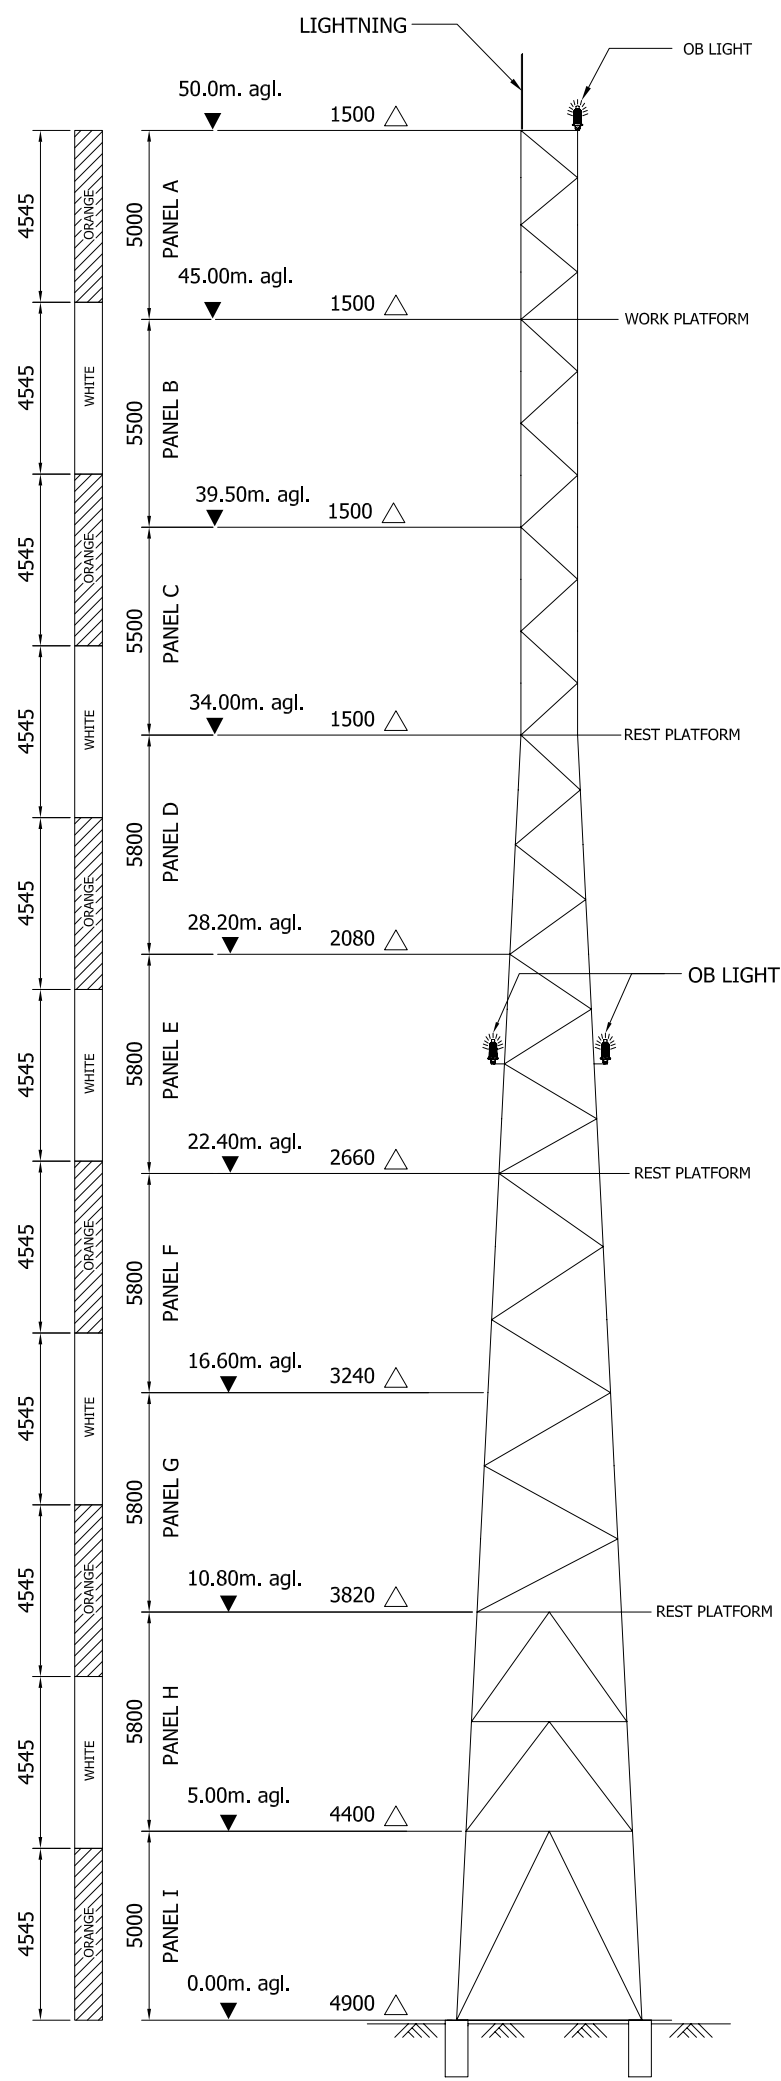 LIGHTNING
OB LIGHT
50.0m. agl.
1500
4545
ORANGE
5000
PANEL A
45.00m. agl.
1500
WORK PLATFORM
4545
WHITE
5500
PANEL B
39.50m. agl.
1500
4545
ORANGE
5500
PANEL C
34.00m. agl.
1500
REST PLATFORM
4545
WHITE
5800
PANEL D
4545
ORANGE
28.20m. agl.
2080
OB LIGHT
4545
WHITE
5800
PANEL E
22.40m. agl.
2660
REST PLATFORM
4545
ORANGE
5800
PANEL F
16.60m. agl.
3240
4545
WHITE
5800
PANEL G
10.80m. agl.
3820
REST PLATFORM
4545
ORANGE
5800
PANEL H
4545
WHITE
5.00m. agl.
4400
4545
ORANGE
5000
PANEL I
0.00m. agl.
4900